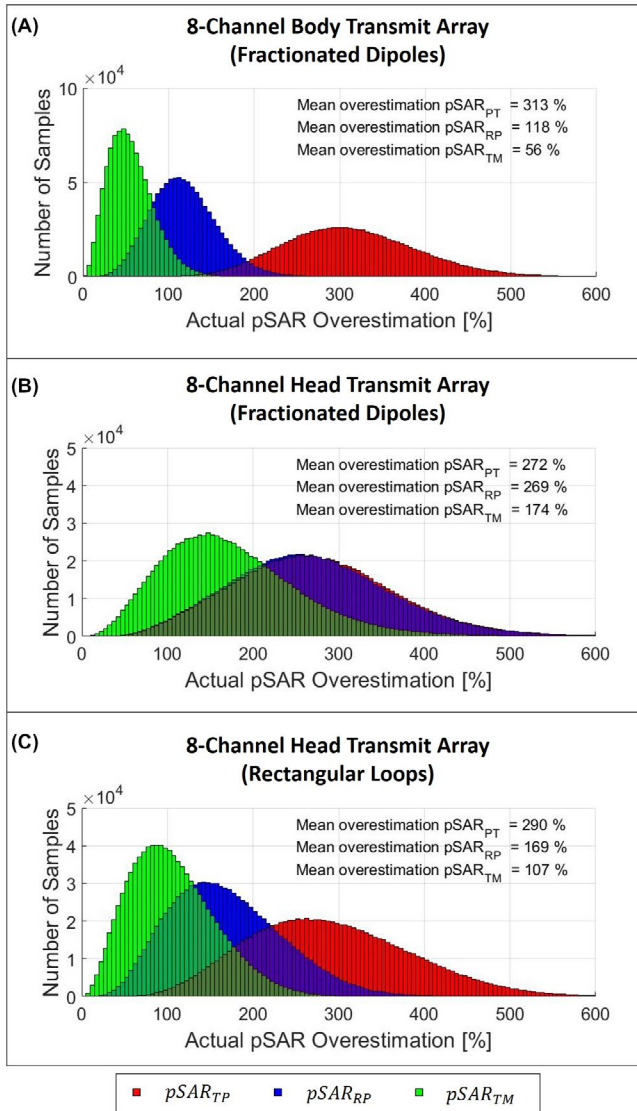 (A)
8-Channel Body Transmit Array
(Fractionated Dipoles)
×10⁴
Mean overestimation pSAR_PT = 313 %
Mean overestimation pSAR_RP = 118 %
Mean overestimation pSAR_TM = 56 %
Number of Samples
10
5
0
0 100 200 300 400 500 600
Actual pSAR Overestimation [%]
(B)
8-Channel Head Transmit Array
(Fractionated Dipoles)
×10⁴
Mean overestimation pSAR_PT = 272 %
Mean overestimation pSAR_RP = 269 %
Mean overestimation pSAR_TM = 174 %
Number of Samples
5
4
3
2
1
0
0 100 200 300 400 500 600
Actual pSAR Overestimation [%]
(C)
8-Channel Head Transmit Array
(Rectangular Loops)
×10⁴
Mean overestimation pSAR_PT = 290 %
Mean overestimation pSAR_RP = 169 %
Mean overestimation pSAR_TM = 107 %
Number of Samples
5
4
3
2
1
0
0 100 200 300 400 500 600
Actual pSAR Overestimation [%]
pSAR_TP pSAR_RP pSAR_TM